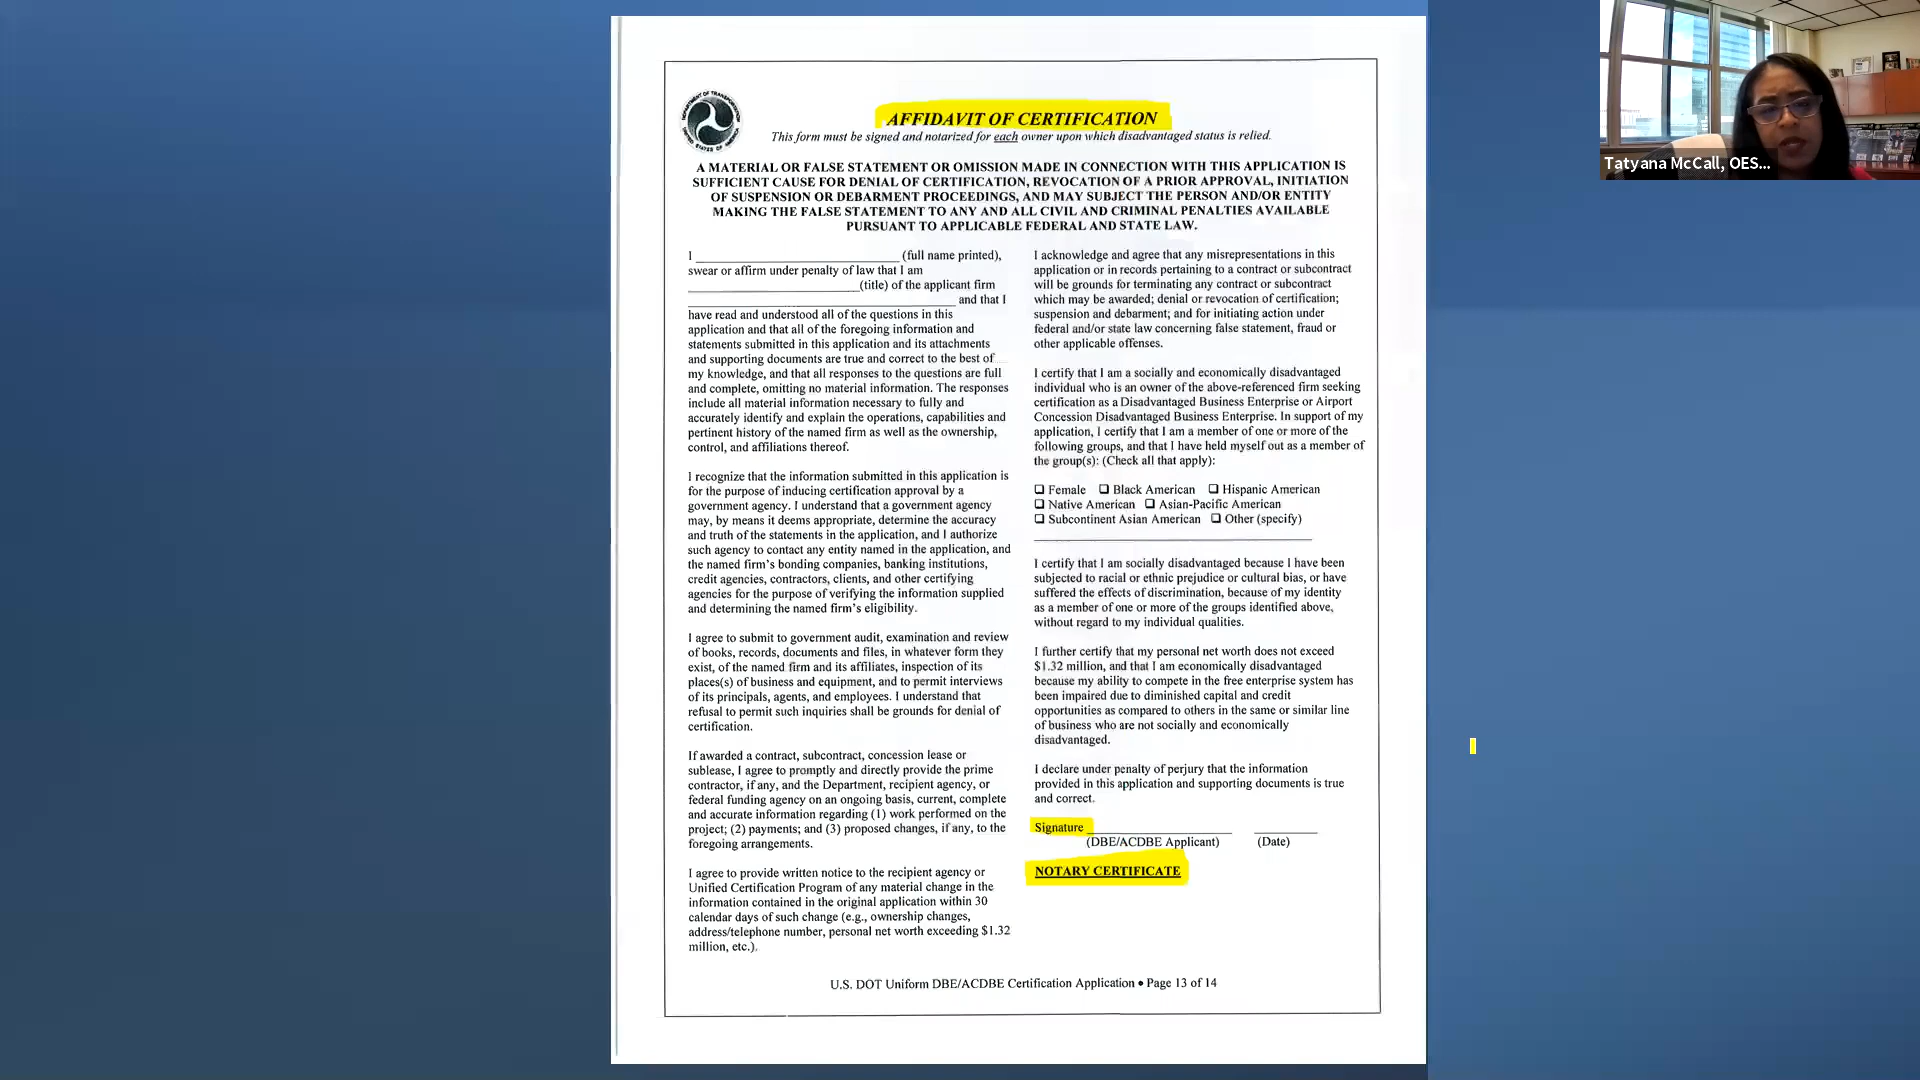 AFFIDAVIT OF CERTIFICATION
This form must be signed and notarized for each owner upon which disadvantaged status is relied.
A MATERIAL OR FALSE STATEMENT OR OMISSION MADE IN CONNECTION WITH THIS APPLICATION IS
SUFFICIENT CAUSE FOR DENIAL OF CERTIFICATION, REVOCATION OF A PRIOR APPROVAL, INITIATION
OF SUSPENSION OR DEBARMENT PROCEEDINGS, AND MAY SUBJECT THE PERSON AND/OR ENTITY
MAKING THE FALSE STATEMENT TO ANY AND ALL CIVIL AND CRIMINAL PENALTIES AVAILABLE
PURSUANT TO APPLICABLE FEDERAL AND STATE LAW.
I ______________________________ (full name printed),
swear or affirm under penalty of law that I am
___________________________(title) of the applicant firm
__________________________________________ and that I
have read and understood all of the questions in this
application and that all of the foregoing information and
statements submitted in this application and its attachments
and supporting documents are true and correct to the best of
my knowledge, and that all responses to the questions are full
and complete, omitting no material information. The responses
include all material information necessary to fully and
accurately identify and explain the operations, capabilities and
pertinent history of the named firm as well as the ownership,
control, and affiliations thereof.
I recognize that the information submitted in this application is
for the purpose of inducing certification approval by a
government agency. I understand that a government agency
may, by means it deems appropriate, determine the accuracy
and truth of the statements in the application, and I authorize
such agency to contact any entity named in the application, and
the named firm's bonding companies, banking institutions,
credit agencies, contractors, clients, and other certifying
agencies for the purpose of verifying the information supplied
and determining the named firm's eligibility.
I agree to submit to government audit, examination and review
of books, records, documents and files, in whatever form they
exist, of the named firm and its affiliates, inspection of its
places(s) of business and equipment, and to permit interviews
of its principals, agents, and employees. I understand that
refusal to permit such inquiries shall be grounds for denial of
certification.
If awarded a contract, subcontract, concession lease or
sublease, I agree to promptly and directly provide the prime
contractor, if any, and the Department, recipient agency, or
federal funding agency on an ongoing basis, current, complete
and accurate information regarding (1) work performed on the
project; (2) payments; and (3) proposed changes, if any, to the
foregoing arrangements.
I agree to provide written notice to the recipient agency or
Unified Certification Program of any material change in the
information contained in the original application within 30
calendar days of such change (e.g., ownership changes,
address/telephone number, personal net worth exceeding $1.32
million, etc.).
I acknowledge and agree that any misrepresentations in this
application or in records pertaining to a contract or subcontract
will be grounds for terminating any contract or subcontract
which may be awarded; denial or revocation of certification;
suspension and debarment; and for initiating action under
federal and/or state law concerning false statement, fraud or
other applicable offenses.
I certify that I am a socially and economically disadvantaged
individual who is an owner of the above-referenced firm seeking
certification as a Disadvantaged Business Enterprise or Airport
Concession Disadvantaged Business Enterprise. In support of my
application, I certify that I am a member of one or more of the
following groups, and that I have held myself out as a member of
the group(s): (Check all that apply):
❑ Female ❑ Black American ❑ Hispanic American
❑ Native American ❑ Asian-Pacific American
❑ Subcontinent Asian American ❑ Other (specify)
I certify that I am socially disadvantaged because I have been
subjected to racial or ethnic prejudice or cultural bias, or have
suffered the effects of discrimination, because of my identity
as a member of one or more of the groups identified above,
without regard to my individual qualities.
I further certify that my personal net worth does not exceed
$1.32 million, and that I am economically disadvantaged
because my ability to compete in the free enterprise system has
been impaired due to diminished capital and credit
opportunities as compared to others in the same or similar line
of business who are not socially and economically
disadvantaged.
I declare under penalty of perjury that the information
provided in this application and supporting documents is true
and correct.
Signature ______________________ __________
(DBE/ACDBE Applicant) (Date)
NOTARY CERTIFICATE
U.S. DOT Uniform DBE/ACDBE Certification Application • Page 13 of 14
Tatyana McCall, OES...